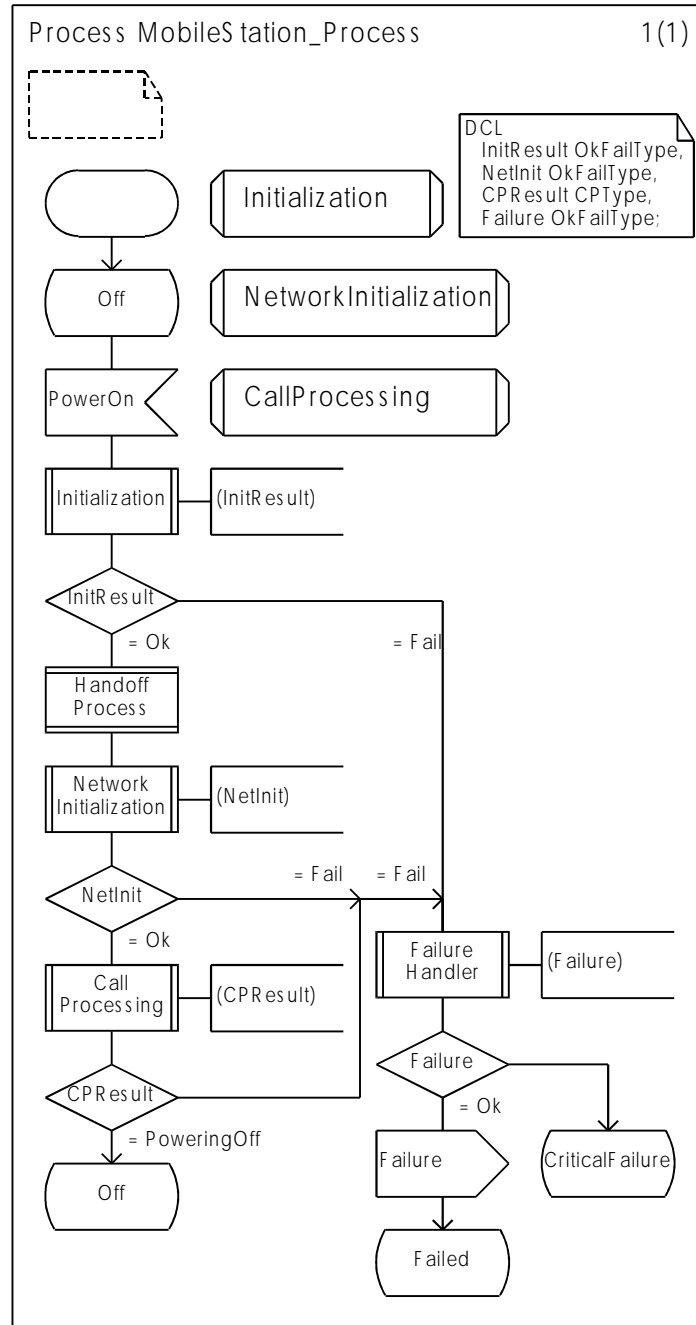 Process MobileStation_Process 1(1)
DCL
InitResult OkFailType,
NetInit OkFailType,
CPResult CPType,
Failure OkFailType;
Initialization
Off
NetworkInitialization
PowerOn
CallProcessing
Initialization
(InitResult)
InitResult
= Ok
= Fail
Handoff
Process
Network
Initialization
(NetInit)
NetInit
= Fail
= Fail
= Ok
Call
Processing
(CPResult)
Failure
Handler
(Failure)
CPResult
= PoweringOff
Off
Failure
= Ok
Failure
CriticalFailure
Failed